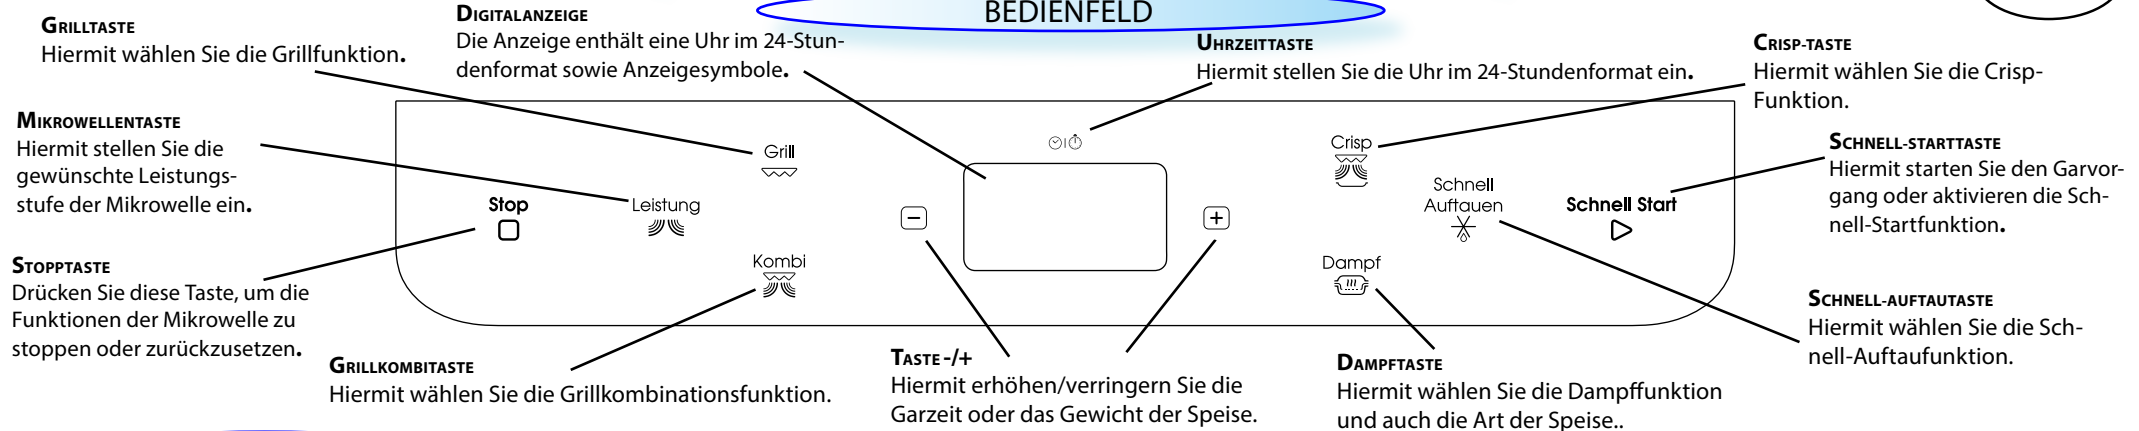 BEDIENFELD
GRILLTASTE
Hiermit wählen Sie die Grillfunktion.
DIGITALANZEIGE
Die Anzeige enthält eine Uhr im 24-Stun-
denformat sowie Anzeigesymbole.
UHRZEITTASTE
Hiermit stellen Sie die Uhr im 24-Stundenformat ein.
CRISP-TASTE
Hiermit wählen Sie die Crisp-
Funktion.
MIKROWELLENTASTE
Hiermit stellen Sie die
gewünschte Leistungs-
stufe der Mikrowelle ein.
SCHNELL-STARTTASTE
Hiermit starten Sie den Garvor-
gang oder aktivieren die Sch-
nell-Startfunktion.
Grill
Crisp
Stop
Leistung
−
+
Schnell
Auftauen
Schnell Start
Kombi
Dampf
STOPPTASTE
Drücken Sie diese Taste, um die
Funktionen der Mikrowelle zu
stoppen oder zurückzusetzen.
GRILLKOMBITASTE
Hiermit wählen Sie die Grillkombinationsfunktion.
TASTE -/+
Hiermit erhöhen/verringern Sie die
Garzeit oder das Gewicht der Speise.
DAMPFTASTE
Hiermit wählen Sie die Dampffunktion
und auch die Art der Speise..
SCHNELL-AUFTAUTASTE
Hiermit wählen Sie die Sch-
nell-Auftaufunktion.